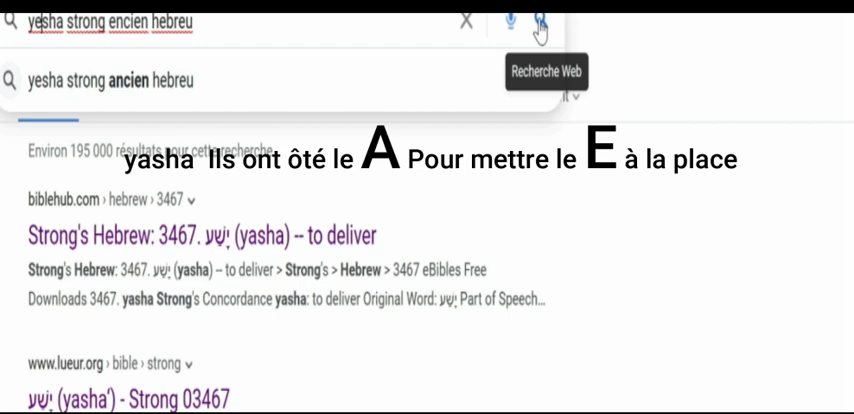 yesha strong encien hebreu
yesha strong ancien hebreu
Recherche Web
Environ 195 000 résultats pour cette recherche
yasha Ils ont ôté le A Pour mettre le E à la place
biblehub.com › hebrew › 3467
Strong's Hebrew: 3467. יָשַׁע (yasha) -- to deliver
Strong's Hebrew: 3467. יָשַׁע (yasha) -- to deliver > Strong's > Hebrew > 3467 eBibles Free
Downloads 3467. yasha Strong's Concordance yasha: to deliver Original Word: יָשַׁע Part of Speech...
www.lueur.org › bible › strong
יָשַׁע (yasha') - Strong 03467